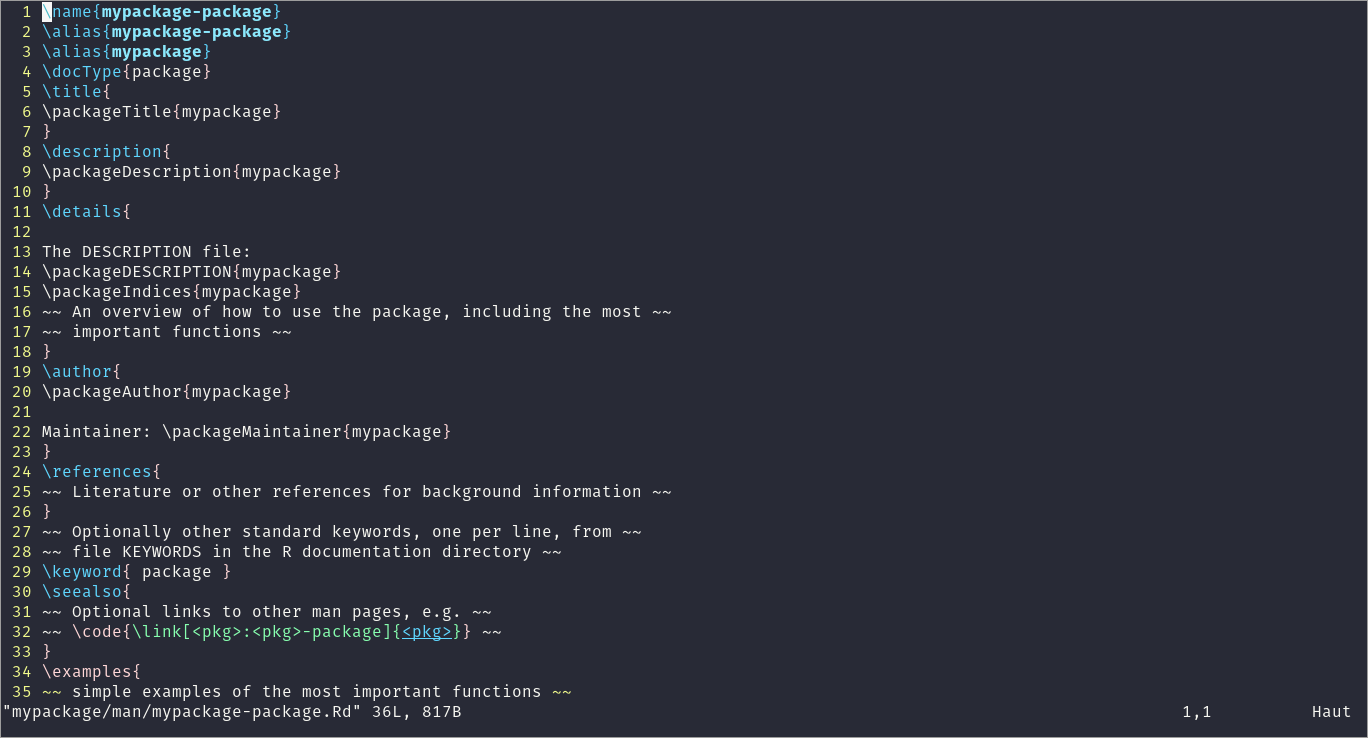 1 \name{mypackage-package}
2 \alias{mypackage-package}
3 \alias{mypackage}
4 \docType{package}
5 \title{
6 \packageTitle{mypackage}
7 }
8 \description{
9 \packageDescription{mypackage}
10 }
11 \details{
12
13 The DESCRIPTION file:
14 \packageDESCRIPTION{mypackage}
15 \packageIndices{mypackage}
16 ~~ An overview of how to use the package, including the most ~~
17 ~~ important functions ~~
18 }
19 \author{
20 \packageAuthor{mypackage}
21
22 Maintainer: \packageMaintainer{mypackage}
23 }
24 \references{
25 ~~ Literature or other references for background information ~~
26 }
27 ~~ Optionally other standard keywords, one per line, from ~~
28 ~~ file KEYWORDS in the R documentation directory ~~
29 \keyword{ package }
30 \seealso{
31 ~~ Optional links to other man pages, e.g. ~~
32 ~~ \code{\link[<pkg>:<pkg>-package]{<pkg>}} ~~
33 }
34 \examples{
35 ~~ simple examples of the most important functions ~~
"mypackage/man/mypackage-package.Rd" 36L, 817B 1,1 Haut